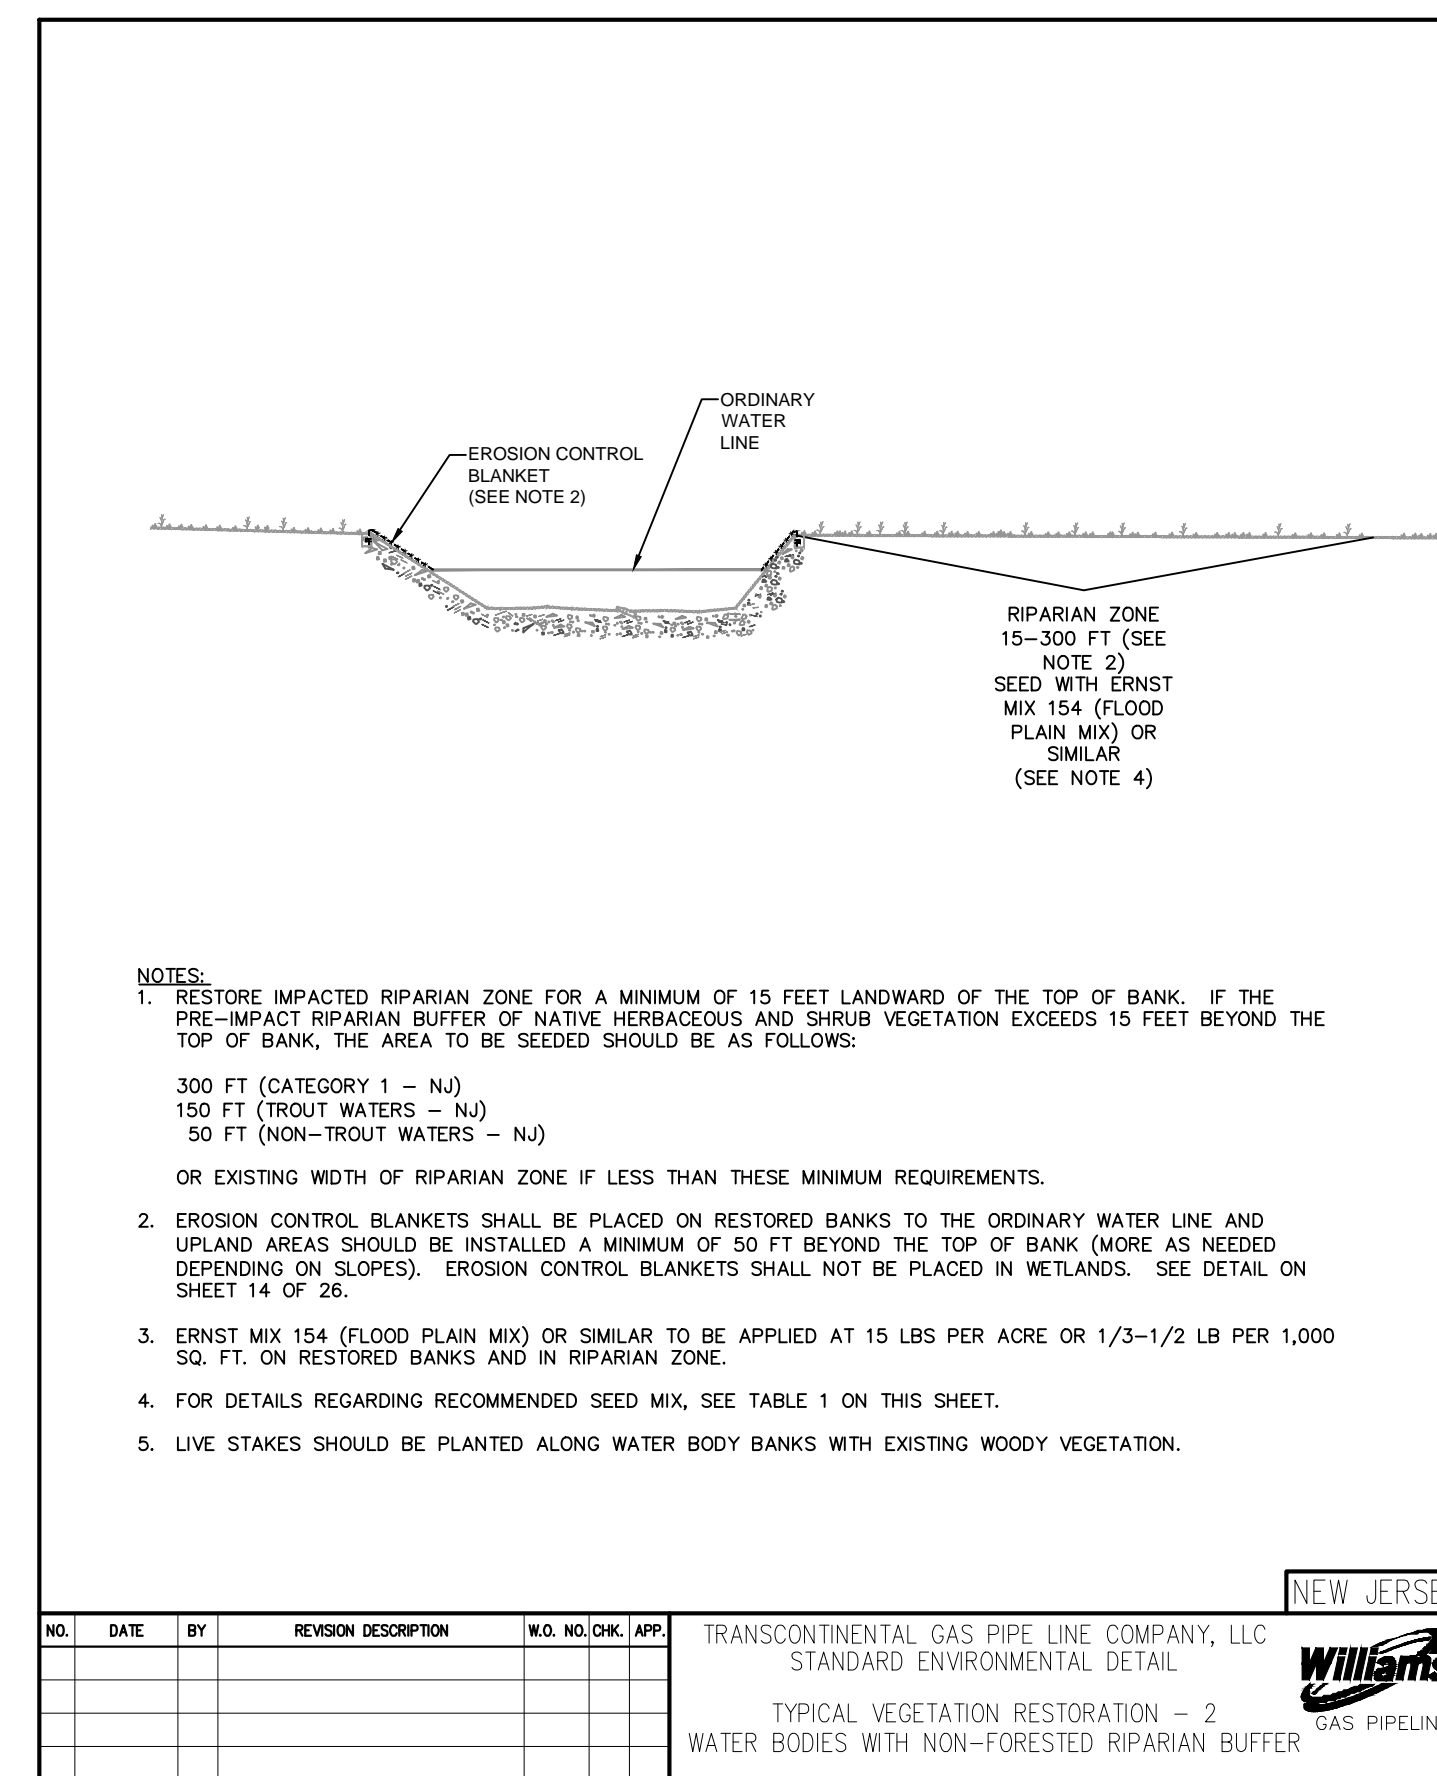 ORDINARY
WATER
LINE
EROSION CONTROL
BLANKET
(SEE NOTE 2)
RIPARIAN ZONE
15–300 FT (SEE
NOTE 2)
SEED WITH ERNST
MIX 154 (FLOOD
PLAIN MIX) OR
SIMILAR
(SEE NOTE 4)
NOTES:
1. RESTORE IMPACTED RIPARIAN ZONE FOR A MINIMUM OF 15 FEET LANDWARD OF THE TOP OF BANK. IF THE
PRE–IMPACT RIPARIAN BUFFER OF NATIVE HERBACEOUS AND SHRUB VEGETATION EXCEEDS 15 FEET BEYOND THE
TOP OF BANK, THE AREA TO BE SEEDED SHOULD BE AS FOLLOWS:
300 FT (CATEGORY 1 – NJ)
150 FT (TROUT WATERS – NJ)
50 FT (NON–TROUT WATERS – NJ)
OR EXISTING WIDTH OF RIPARIAN ZONE IF LESS THAN THESE MINIMUM REQUIREMENTS.
2. EROSION CONTROL BLANKETS SHALL BE PLACED ON RESTORED BANKS TO THE ORDINARY WATER LINE AND
UPLAND AREAS SHOULD BE INSTALLED A MINIMUM OF 50 FT BEYOND THE TOP OF BANK (MORE AS NEEDED
DEPENDING ON SLOPES). EROSION CONTROL BLANKETS SHALL NOT BE PLACED IN WETLANDS. SEE DETAIL ON
SHEET 14 OF 26.
3. ERNST MIX 154 (FLOOD PLAIN MIX) OR SIMILAR TO BE APPLIED AT 15 LBS PER ACRE OR 1/3–1/2 LB PER 1,000
SQ. FT. ON RESTORED BANKS AND IN RIPARIAN ZONE.
4. FOR DETAILS REGARDING RECOMMENDED SEED MIX, SEE TABLE 1 ON THIS SHEET.
5. LIVE STAKES SHOULD BE PLANTED ALONG WATER BODY BANKS WITH EXISTING WOODY VEGETATION.
NEW JERSE
NO. DATE BY REVISION DESCRIPTION W.O. NO. CHK. APP.
TRANSCONTINENTAL GAS PIPE LINE COMPANY, LLC
STANDARD ENVIRONMENTAL DETAIL
TYPICAL VEGETATION RESTORATION – 2
WATER BODIES WITH NON–FORESTED RIPARIAN BUFFER
Williams
GAS PIPELIN